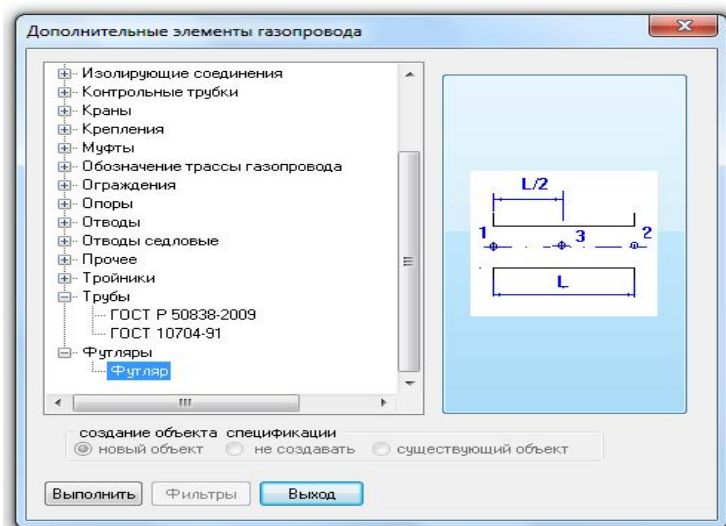 Дополнительные элементы газопровода
Изолирующие соединения
Контрольные трубки
Краны
Крепления
Муфты
Обозначение трассы газопровода
Ограждения
Опоры
Отводы
Отводы седловые
Прочее
Тройники
Трубы
ГОСТ Р 50838-2009
ГОСТ 10704-91
Футляры
Футляр
L/2
1 3 2
L
создание объекта спецификации
новый объект не создавать существующий объект
Выполнить Фильтры Выход